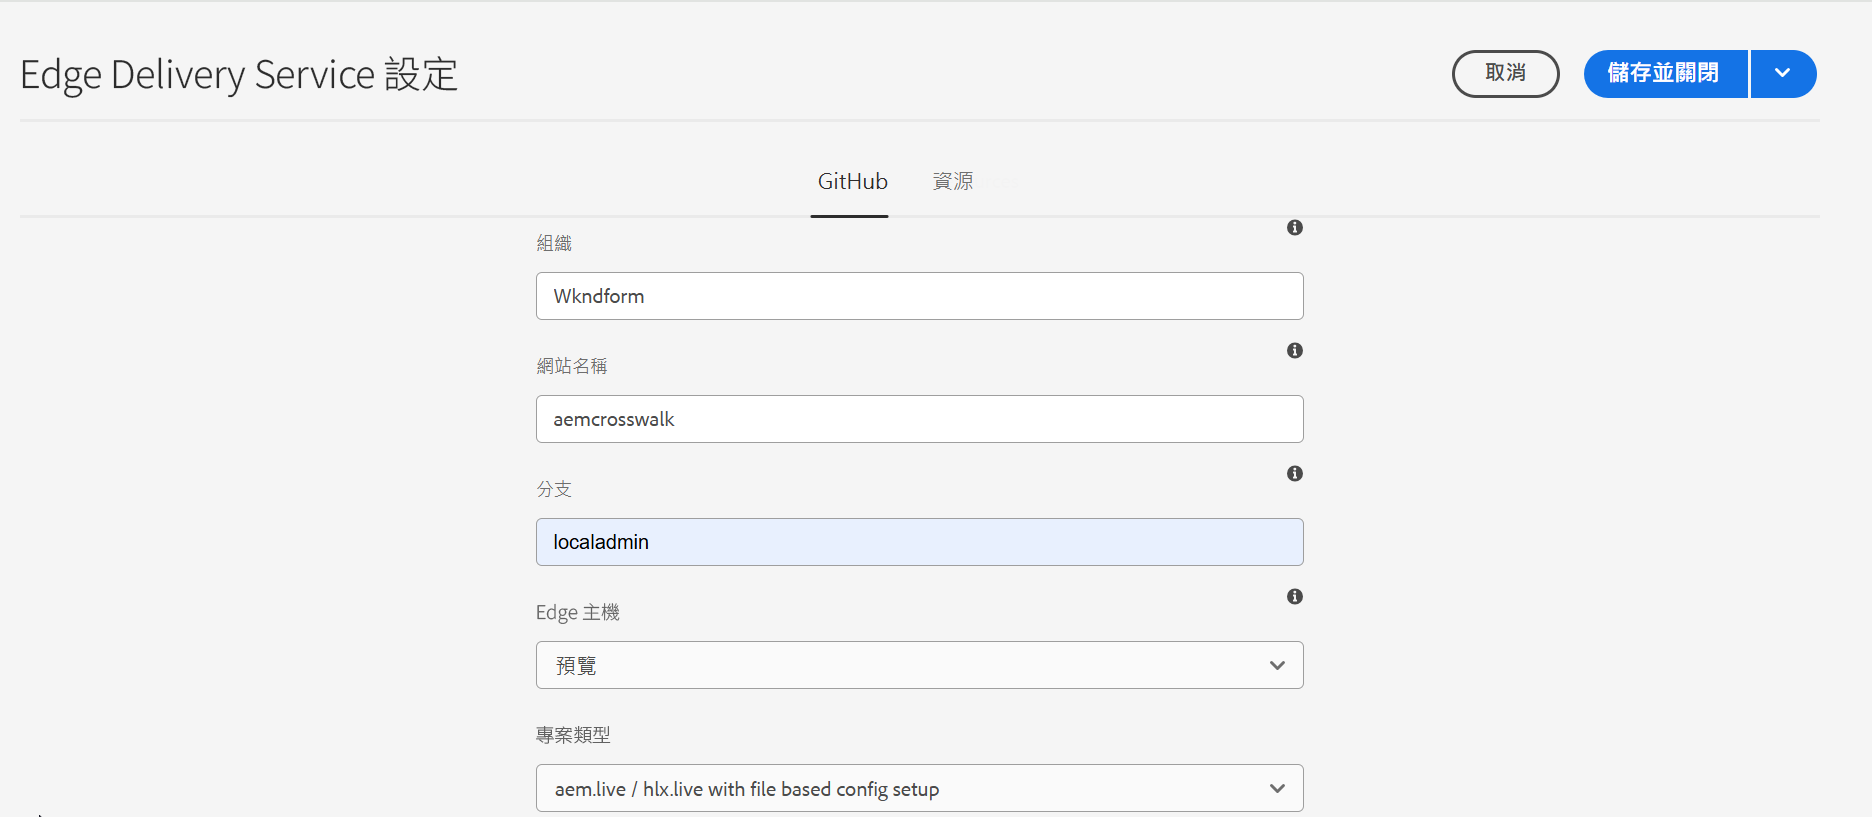 Edge Delivery Service 設定
取消
儲存並關閉
GitHub
資源
組織
Wkndform
網站名稱
aemcrosswalk
分支
localadmin
Edge 主機
預覽
專案類型
aem.live / hlx.live with file based config setup